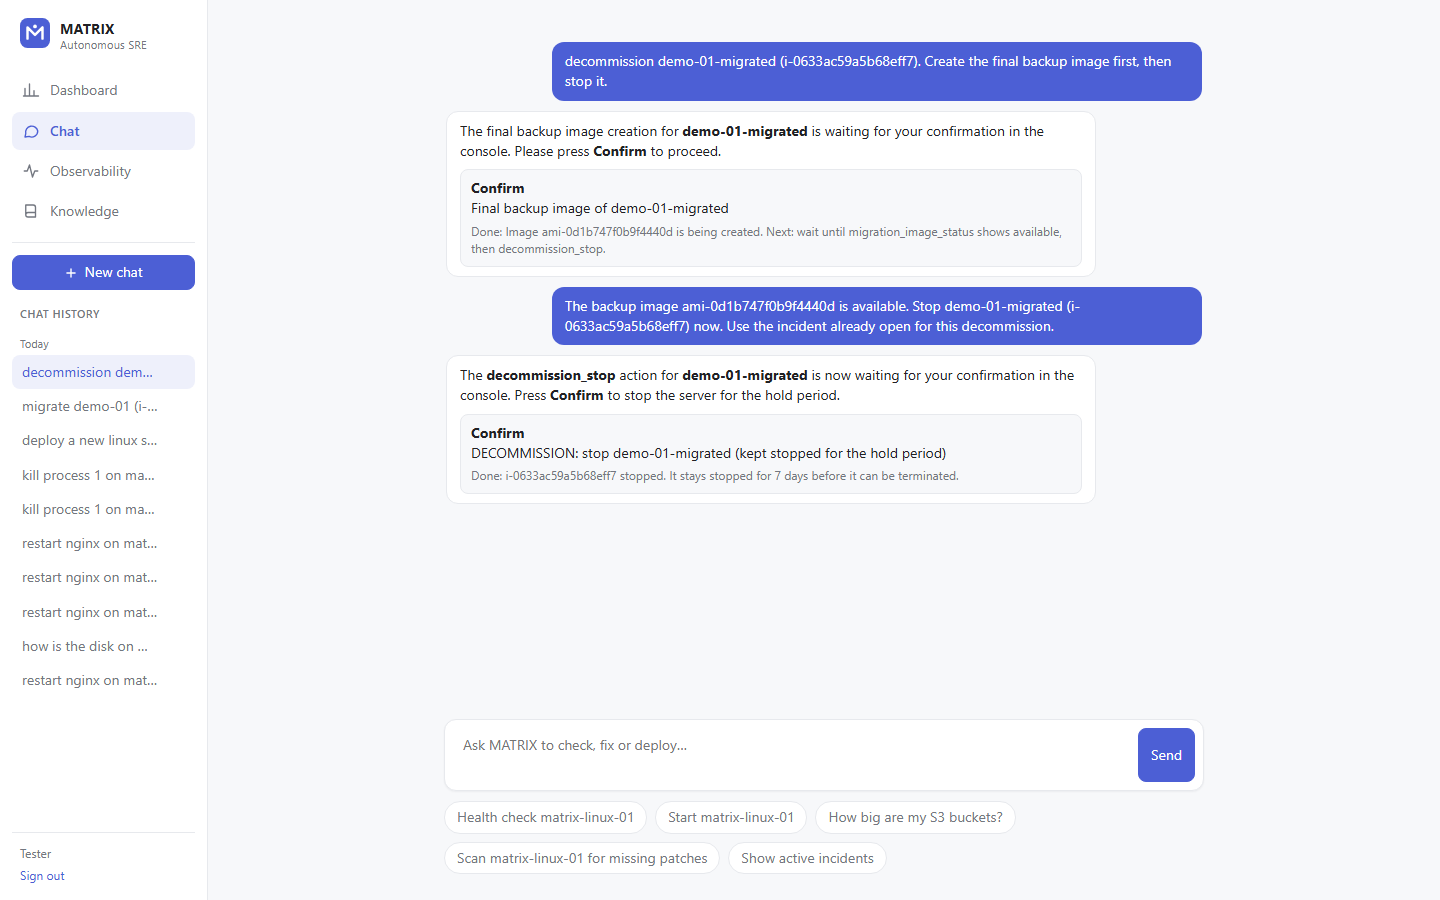 MATRIX
Autonomous SRE
Dashboard
Chat
Observability
Knowledge
+ New chat
CHAT HISTORY
Today
decommission dem...
migrate demo-01 (i-...
deploy a new linux s...
kill process 1 on ma...
kill process 1 on ma...
restart nginx on mat...
restart nginx on mat...
restart nginx on mat...
how is the disk on ...
restart nginx on mat...
Tester
Sign out
decommission demo-01-migrated (i-0633ac59a5b68eff7). Create the final backup image first, then
stop it.
The final backup image creation for demo-01-migrated is waiting for your confirmation in the
console. Please press Confirm to proceed.
Confirm
Final backup image of demo-01-migrated
Done: Image ami-0d1b747f0b9f4440d is being created. Next: wait until migration_image_status shows available,
then decommission_stop.
The backup image ami-0d1b747f0b9f4440d is available. Stop demo-01-migrated (i-
0633ac59a5b68eff7) now. Use the incident already open for this decommission.
The decommission_stop action for demo-01-migrated is now waiting for your confirmation in the
console. Press Confirm to stop the server for the hold period.
Confirm
DECOMMISSION: stop demo-01-migrated (kept stopped for the hold period)
Done: i-0633ac59a5b68eff7 stopped. It stays stopped for 7 days before it can be terminated.
Ask MATRIX to check, fix or deploy...
Send
Health check matrix-linux-01
Start matrix-linux-01
How big are my S3 buckets?
Scan matrix-linux-01 for missing patches
Show active incidents